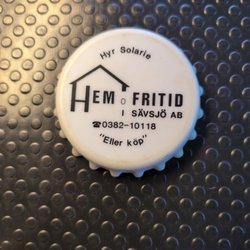 Hyr Solarie
HEM o FRITID
I SÄVSJÖ AB
☎0382-10118
"Eller köp"